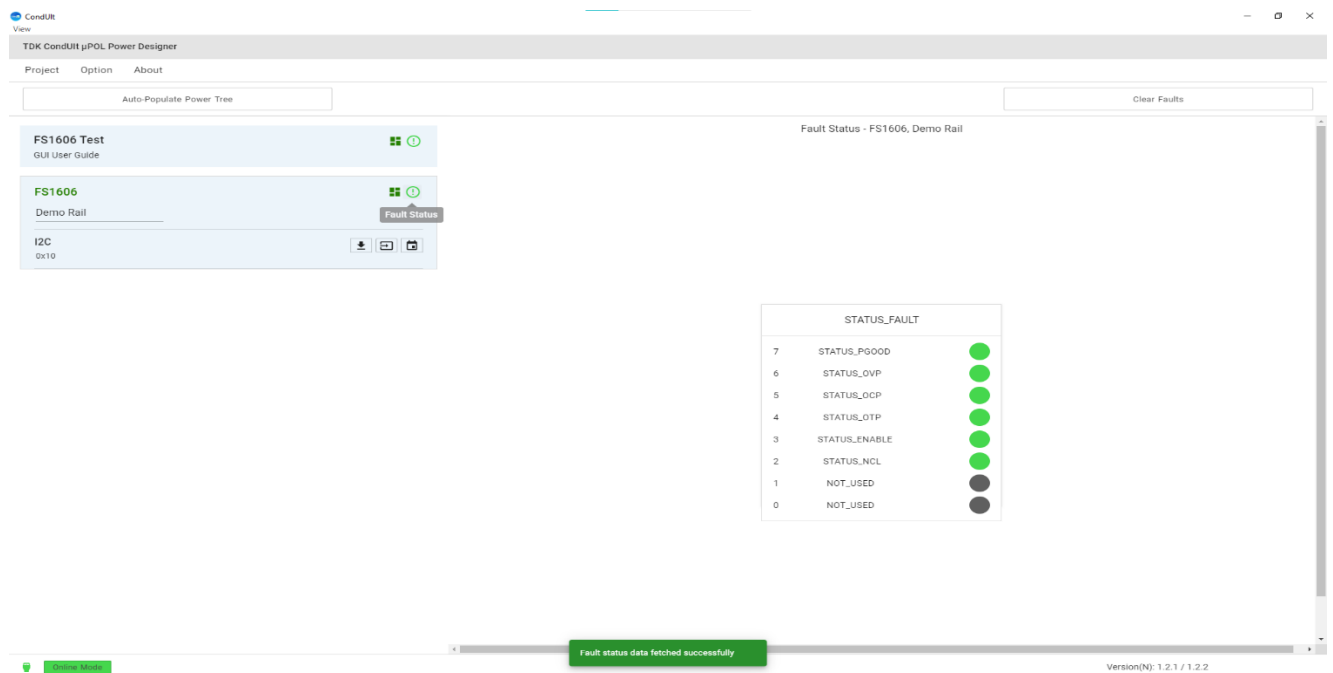 CondUIt
View
TDK CondUIt µPOL Power Designer
Project Option About
Auto-Populate Power Tree
Clear Faults
FS1606 Test
GUI User Guide
FS1606
Demo Rail
Fault Status
I2C
0x10
Fault Status - FS1606, Demo Rail
STATUS_FAULT
7 STATUS_PGOOD
6 STATUS_OVP
5 STATUS_OCP
4 STATUS_OTP
3 STATUS_ENABLE
2 STATUS_NCL
1 NOT_USED
0 NOT_USED
Fault status data fetched successfully
Online Mode
Version(N): 1.2.1 / 1.2.2